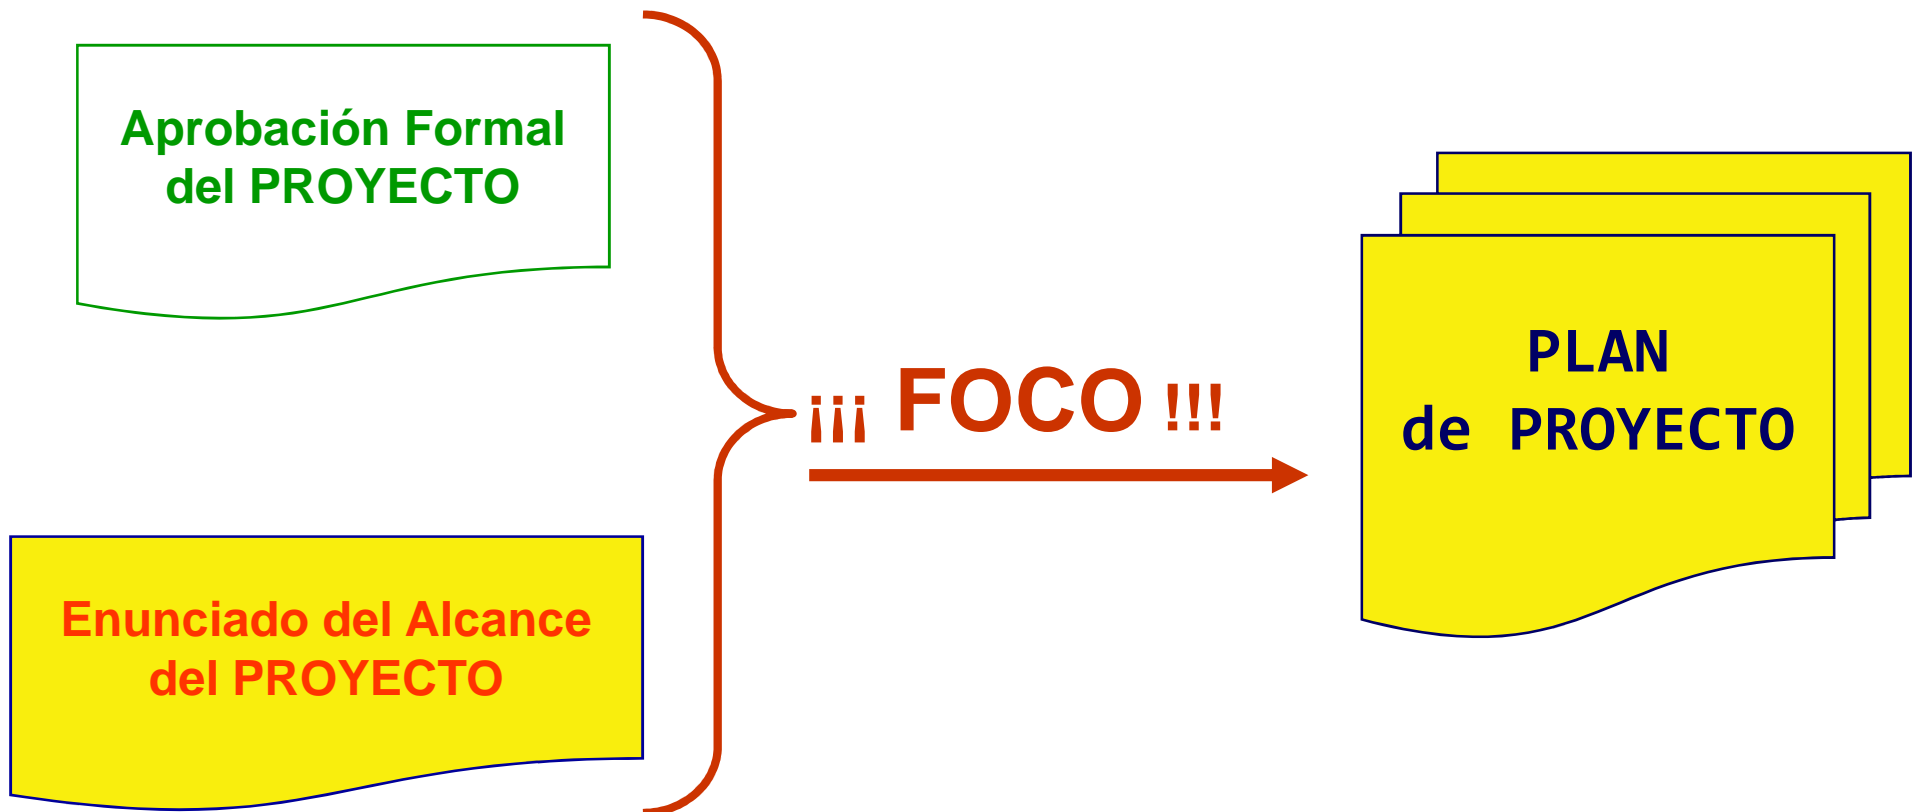 Aprobación Formal
del PROYECTO
Enunciado del Alcance
del PROYECTO
¡¡¡ FOCO !!!
PLAN
de PROYECTO